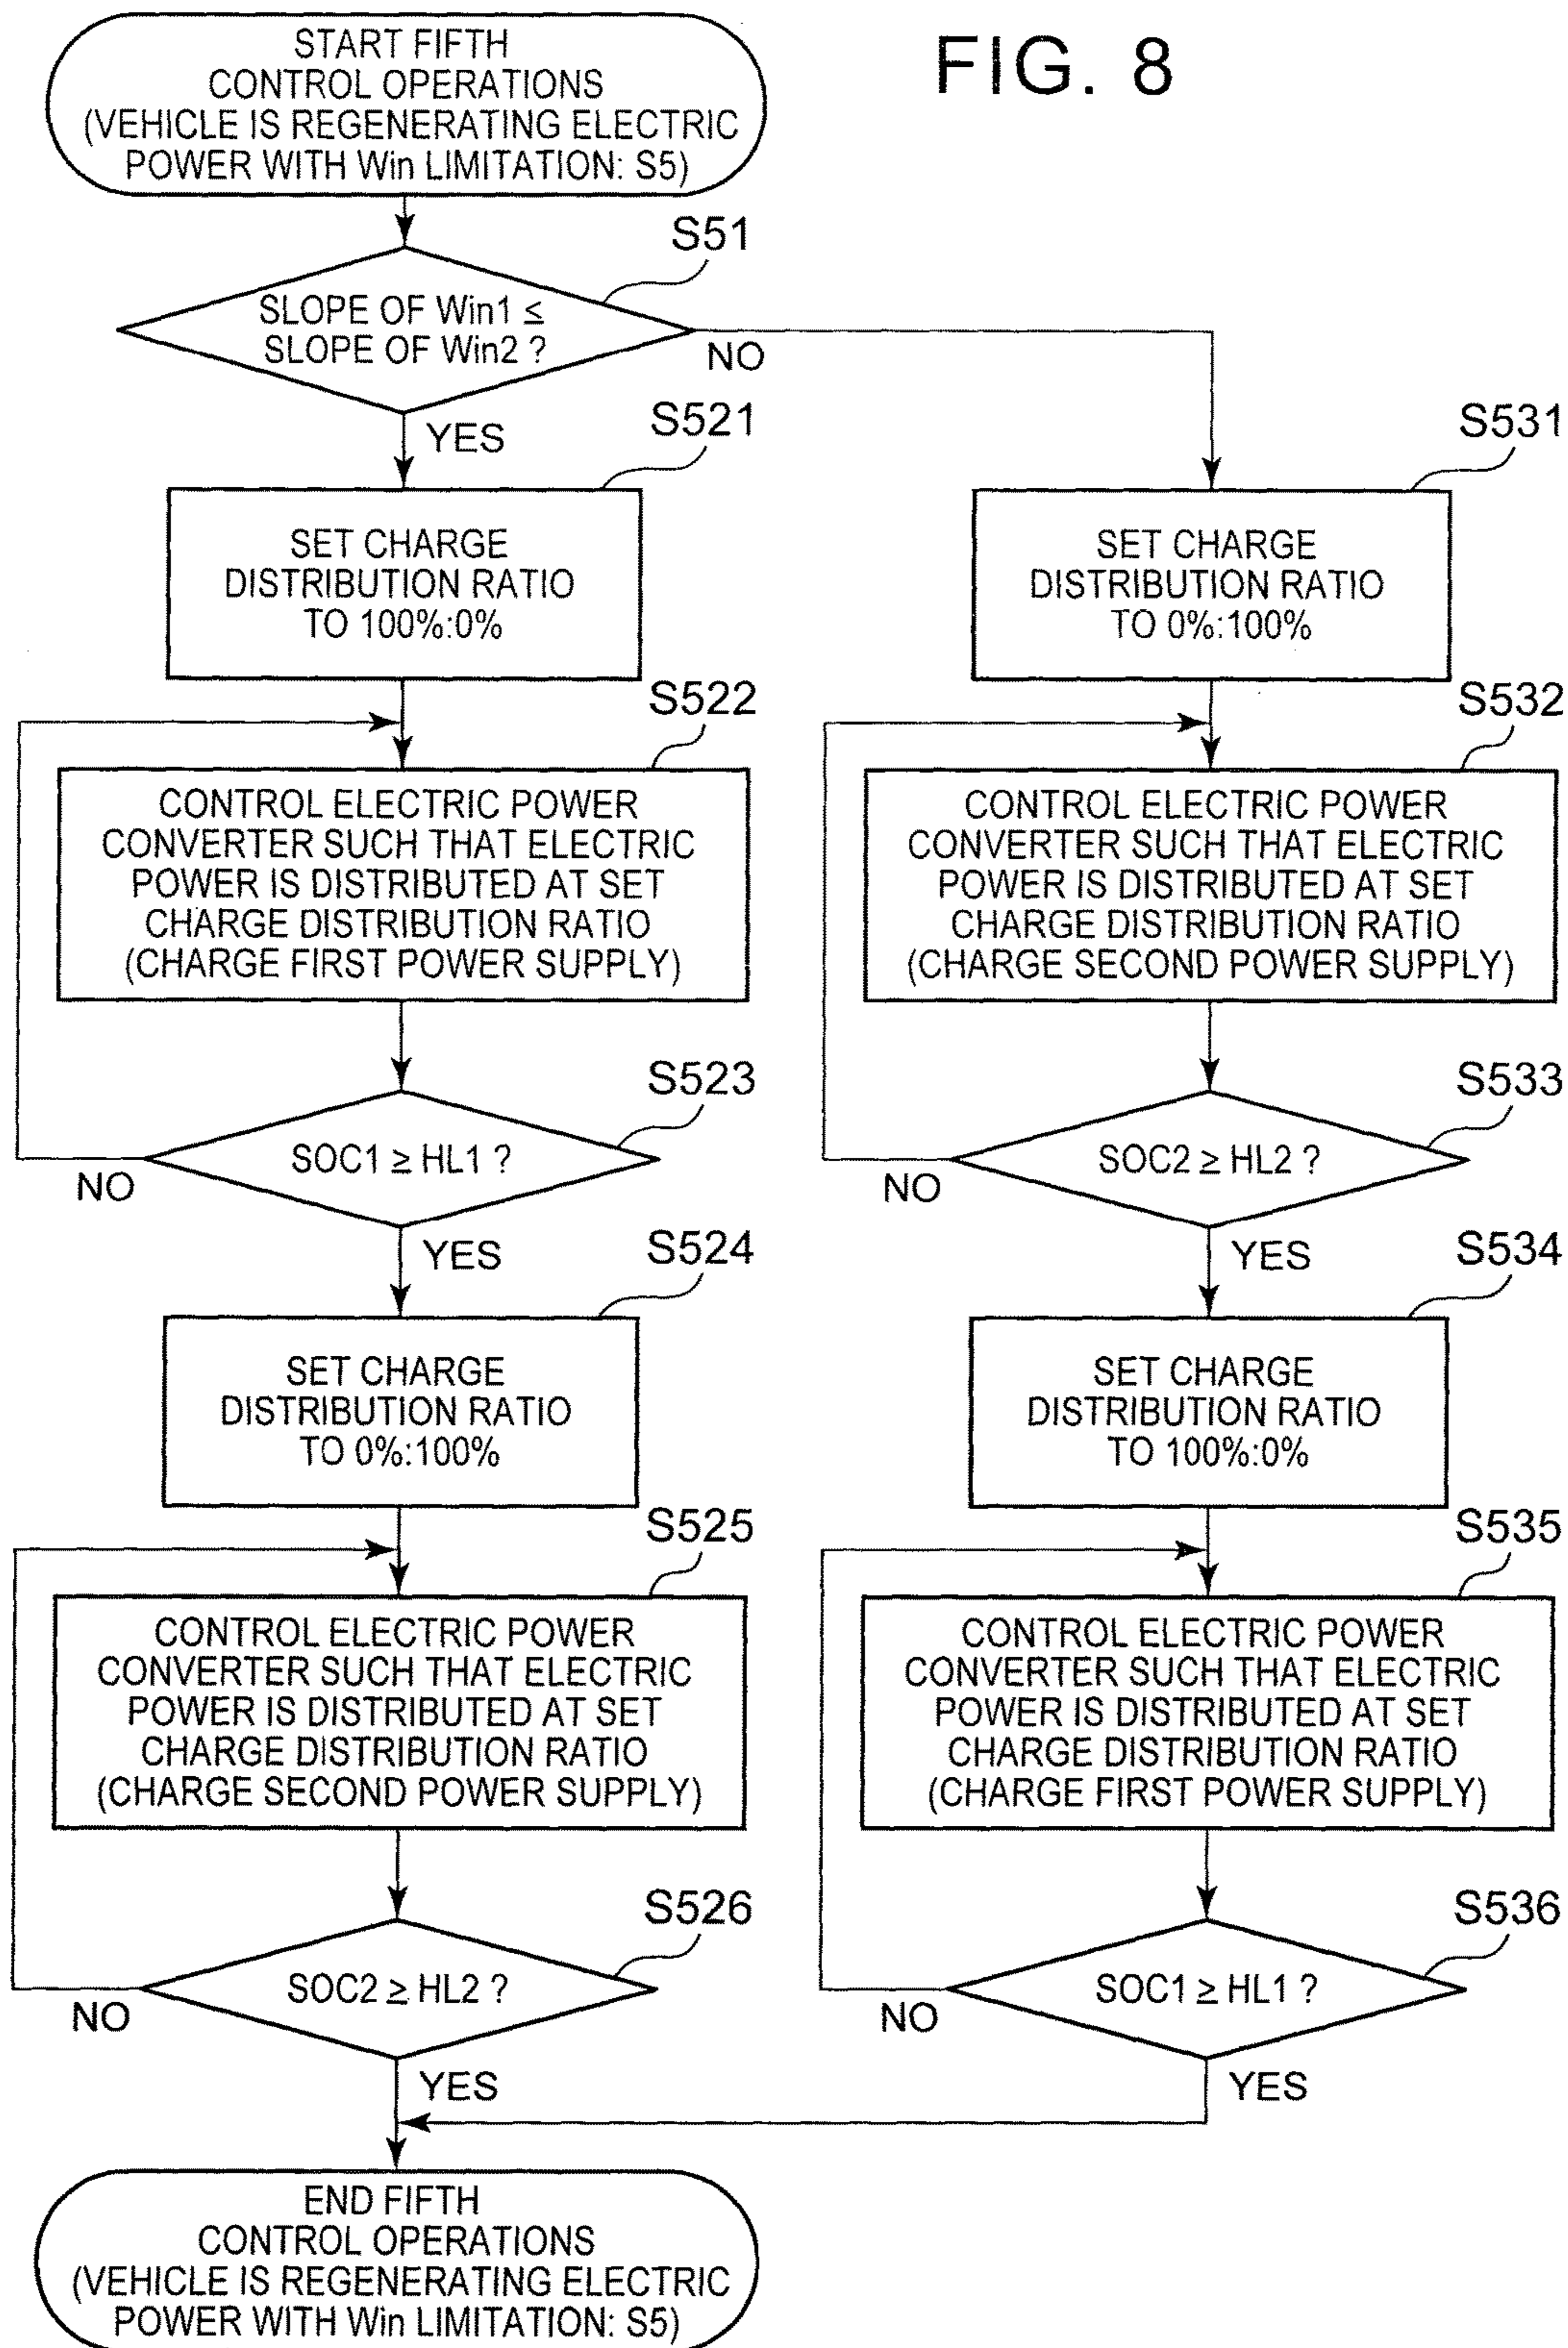 FIG. 8
START FIFTH
CONTROL OPERATIONS
(VEHICLE IS REGENERATING ELECTRIC
POWER WITH Win LIMITATION: S5)
S51
SLOPE OF Win1 ≤
SLOPE OF Win2 ?
NO
YES
S521
SET CHARGE
DISTRIBUTION RATIO
TO 100%:0%
S522
CONTROL ELECTRIC POWER
CONVERTER SUCH THAT ELECTRIC
POWER IS DISTRIBUTED AT SET
CHARGE DISTRIBUTION RATIO
(CHARGE FIRST POWER SUPPLY)
S523
SOC1 ≥ HL1 ?
NO
YES
S524
SET CHARGE
DISTRIBUTION RATIO
TO 0%:100%
S525
CONTROL ELECTRIC POWER
CONVERTER SUCH THAT ELECTRIC
POWER IS DISTRIBUTED AT SET
CHARGE DISTRIBUTION RATIO
(CHARGE SECOND POWER SUPPLY)
S526
SOC2 ≥ HL2 ?
NO
YES
S531
SET CHARGE
DISTRIBUTION RATIO
TO 0%:100%
S532
CONTROL ELECTRIC POWER
CONVERTER SUCH THAT ELECTRIC
POWER IS DISTRIBUTED AT SET
CHARGE DISTRIBUTION RATIO
(CHARGE SECOND POWER SUPPLY)
S533
SOC2 ≥ HL2 ?
NO
YES
S534
SET CHARGE
DISTRIBUTION RATIO
TO 100%:0%
S535
CONTROL ELECTRIC POWER
CONVERTER SUCH THAT ELECTRIC
POWER IS DISTRIBUTED AT SET
CHARGE DISTRIBUTION RATIO
(CHARGE FIRST POWER SUPPLY)
S536
SOC1 ≥ HL1 ?
NO
YES
END FIFTH
CONTROL OPERATIONS
(VEHICLE IS REGENERATING ELECTRIC
POWER WITH Win LIMITATION: S5)